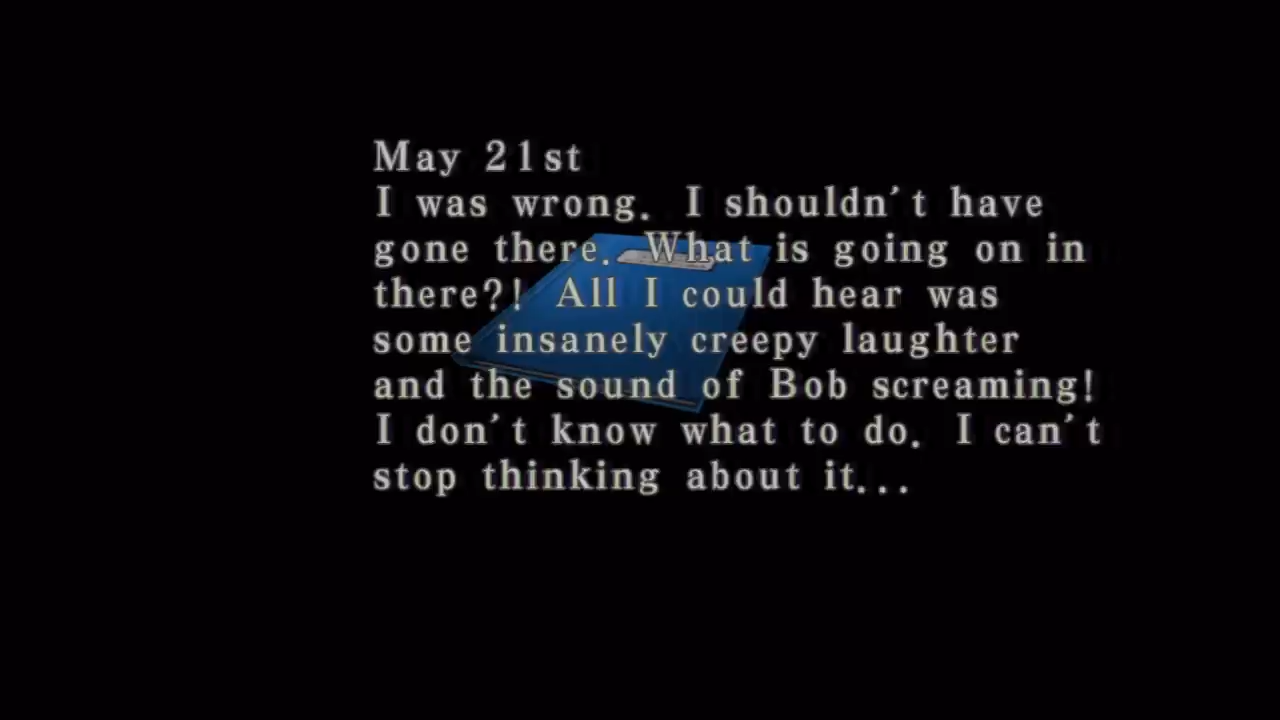 May 21st
I was wrong. I shouldn't have
gone there. What is going on in
there?! All I could hear was
some insanely creepy laughter
and the sound of Bob screaming!
I don't know what to do. I can't
stop thinking about it...